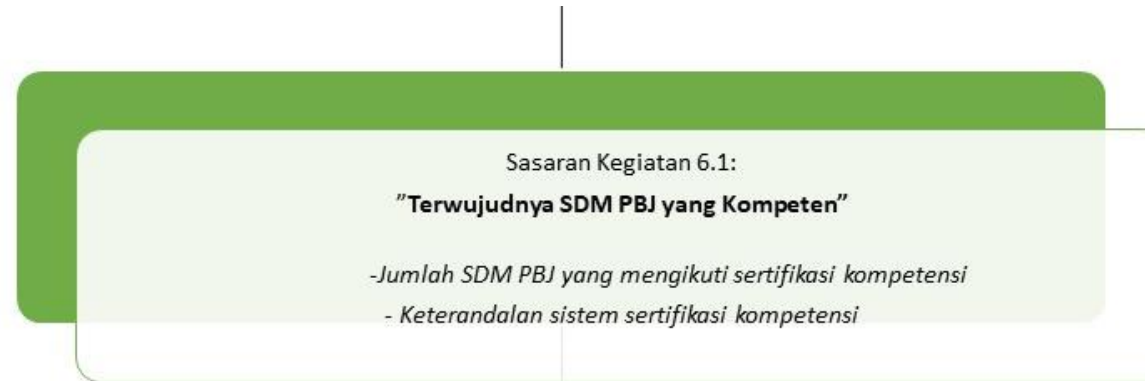 Sasaran Kegiatan 6.1:
”Terwujudnya SDM PBJ yang Kompeten”
-Jumlah SDM PBJ yang mengikuti sertifikasi kompetensi
- Keterandalan sistem sertifikasi kompetensi